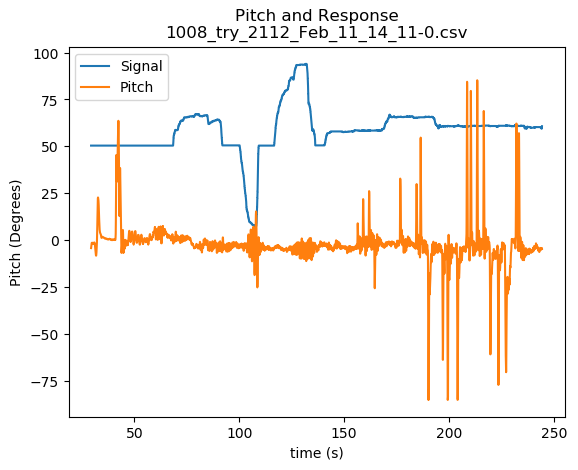 Pitch and Response
1008_try_2112_Feb_11_14_11-0.csv
Signal
Pitch
100
75
50
25
0
−25
−50
−75
Pitch (Degrees)
50
100
150
200
250
time (s)